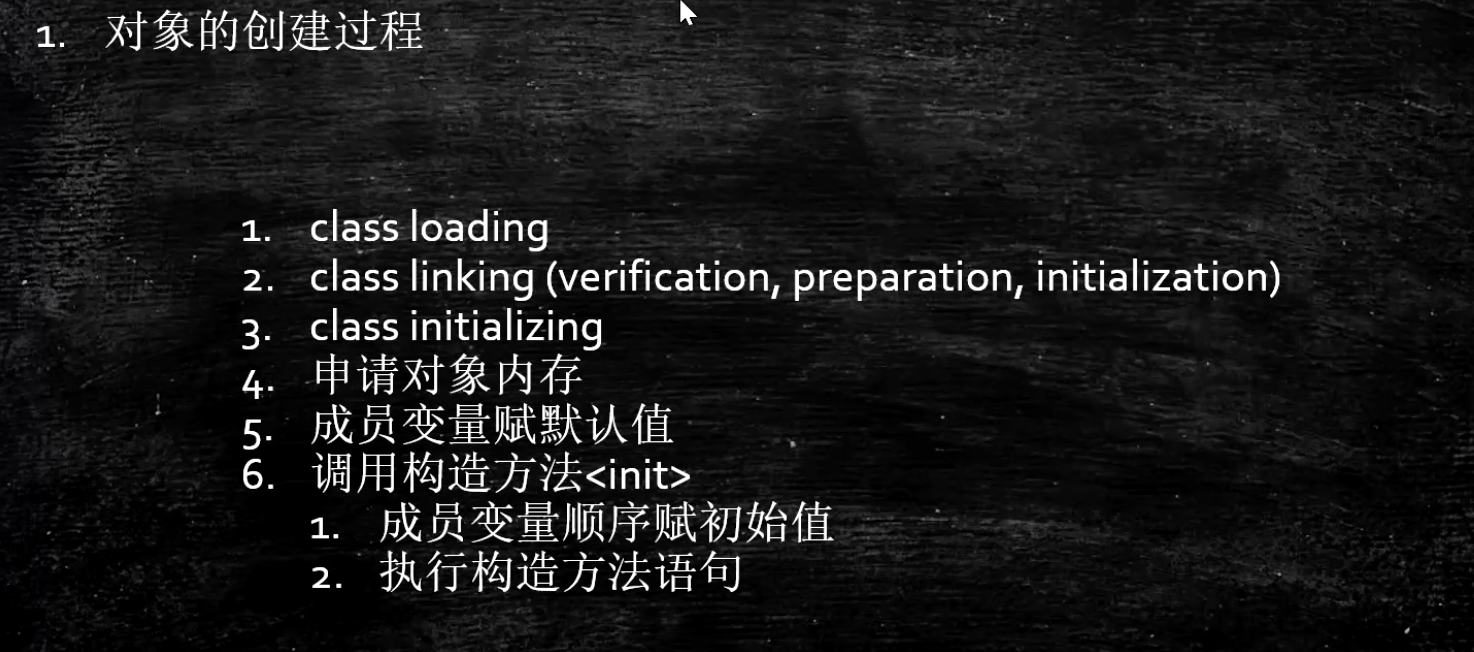 1. 对象的创建过程
1. class loading
2. class linking (verification, preparation, initialization)
3. class initializing
4. 申请对象内存
5. 成员变量赋默认值
6. 调用构造方法<init>
1. 成员变量顺序赋初始值
2. 执行构造方法语句